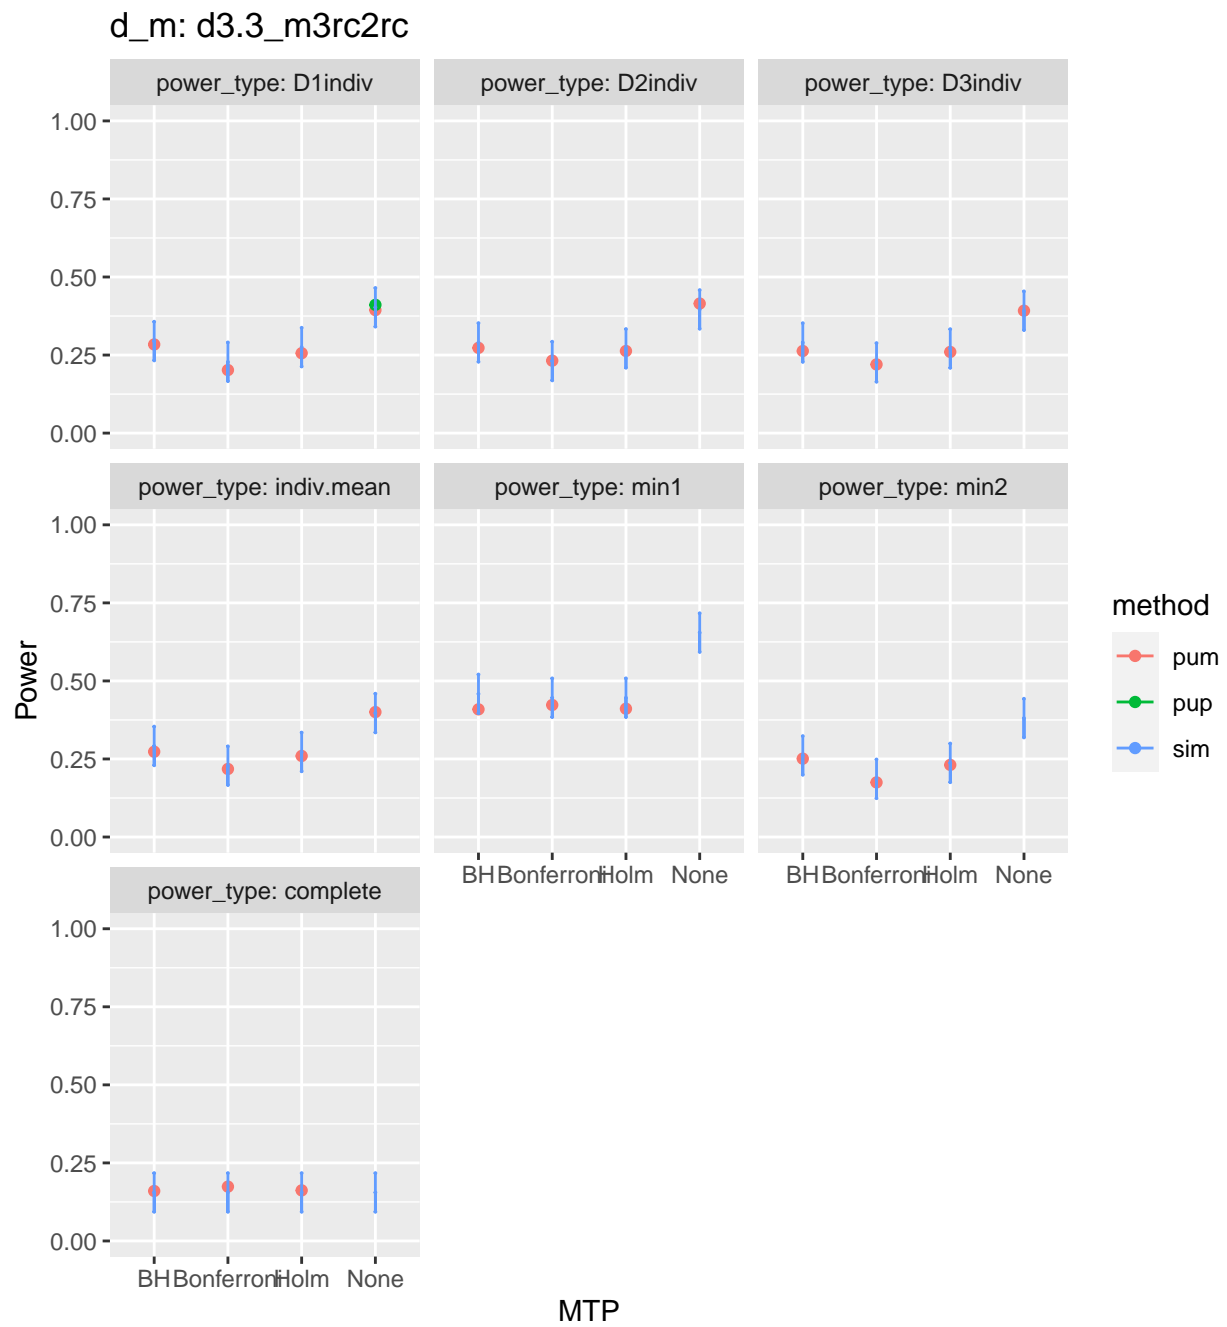 d_m: d3.3_m3rc2rc
power_type: D1indiv
power_type: D2indiv
power_type: D3indiv
1.00
0.75
0.50
0.25
0.00
power_type: indiv.mean
power_type: min1
power_type: min2
1.00
0.75
0.50
0.25
0.00
BH Bonferroni Holm None
BH Bonferroni Holm None
power_type: complete
1.00
0.75
0.50
0.25
0.00
BH Bonferroni Holm None
Power
MTP
method
pum
pup
sim